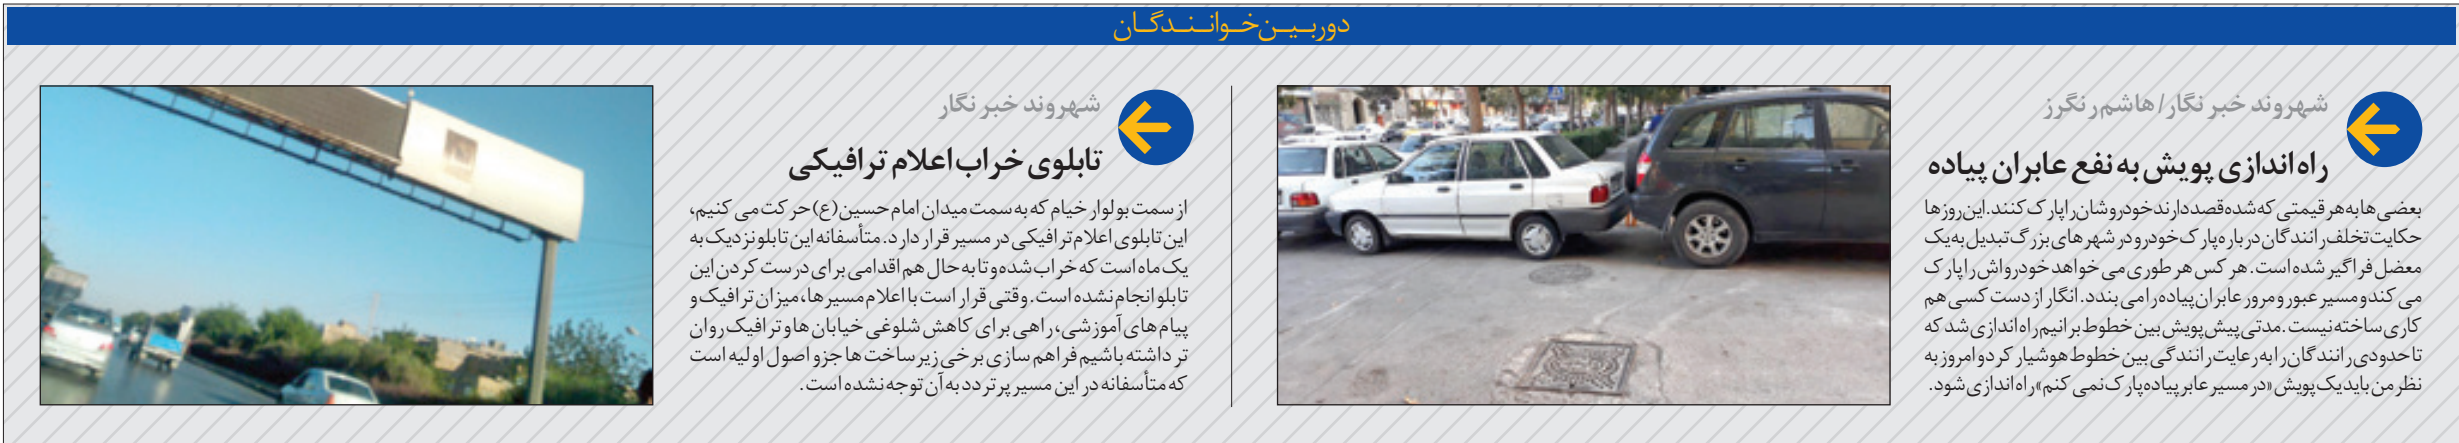 دوربین‌خوانندگان
شهروند خبرنگار/هاشم رنگرز
راه‌اندازی پویش به نفع عابران پیاده
بعضی‌ها به هر قیمتی که شده قصد دارند خودروشان را پارک کنند. این روزها
حکایت تخلف رانندگان درباره پارک خودرو در شهرهای بزرگ تبدیل به یک
معضل فراگیر شده است. هر کس هر طوری می‌خواهد خودرواش را پارک
می‌کند و مسیر عبور و مرور عابران پیاده را می‌بندد. انگار از دست کسی هم
کاری ساخته نیست. مدتی پیش پویش بین خطوط برانیم راه‌اندازی شد که
تا حدودی رانندگان را به رعایت رانندگی بین خطوط هوشیار کرد و امروز به
نظر من باید یک پویش «در مسیر عابر پیاده پارک نمی‌کنم» راه‌اندازی شود.
شهروند خبرنگار
تابلوی خراب اعلام ترافیکی
از سمت بولوار خیام که به سمت میدان امام حسین(ع) حرکت می‌کنیم،
این تابلوی اعلام ترافیکی در مسیر قرار دارد. متأسفانه این تابلو نزدیک به
یک ماه است که خراب شده و تا به حال هم اقدامی برای درست کردن این
تابلو انجام نشده است. وقتی قرار است با اعلام مسیرها، میزان ترافیک و
پیام‌های آموزشی، راهی برای کاهش شلوغی خیابان‌ها و ترافیک روان
تر داشته باشیم فراهم سازی برخی زیرساخت‌ها جزو اصول اولیه است
که متأسفانه در این مسیر پرتردد به آن توجه نشده است.